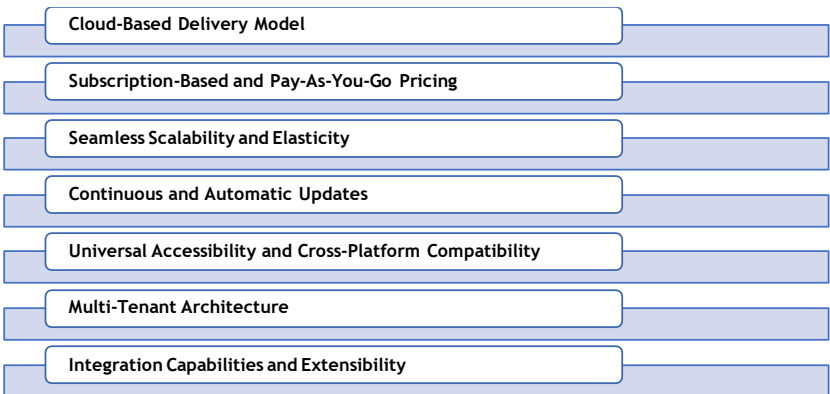 Cloud-Based Delivery Model
Subscription-Based and Pay-As-You-Go Pricing
Seamless Scalability and Elasticity
Continuous and Automatic Updates
Universal Accessibility and Cross-Platform Compatibility
Multi-Tenant Architecture
Integration Capabilities and Extensibility